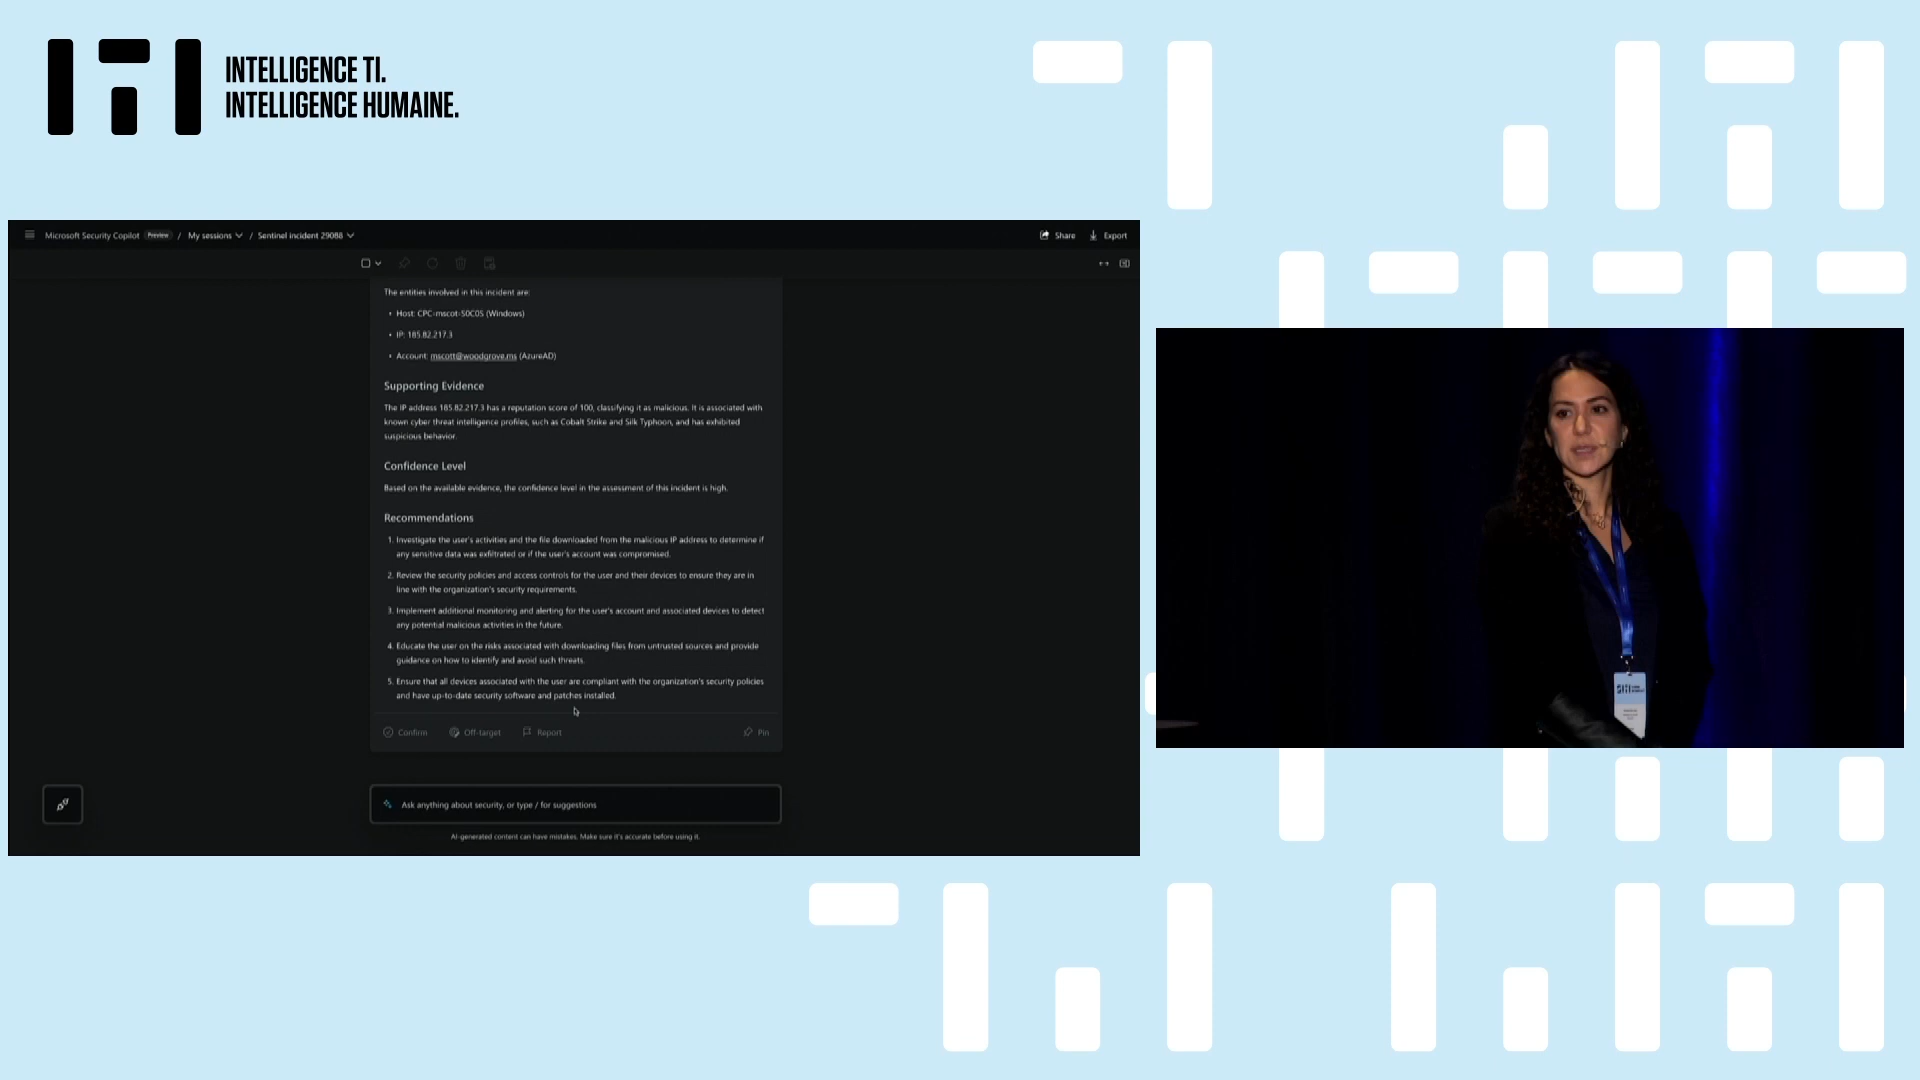 INTELLIGENCE TI.
INTELLIGENCE HUMAINE.
Microsoft Security Copilot Preview / My sessions / Sentinel incident 29088
Share Export
The entities involved in this incident are:
• Host: CPC-mscot-S0C05 (Windows)
• IP: 185.82.217.3
• Account: mscott@woodgrove.ms (AzureAD)
Supporting Evidence
The IP address 185.82.217.3 has a reputation score of 100, classifying it as malicious. It is associated with
known cyber threat intelligence profiles, such as Cobalt Strike and Silk Typhoon, and has exhibited
suspicious behavior.
Confidence Level
Based on the available evidence, the confidence level in the assessment of this incident is high.
Recommendations
1. Investigate the user's activities and the file downloaded from the malicious IP address to determine if
any sensitive data was exfiltrated or if the user's account was compromised.
2. Review the security policies and access controls for the user and their devices to ensure they are in
line with the organization's security requirements.
3. Implement additional monitoring and alerting for the user's account and associated devices to detect
any potential malicious activities in the future.
4. Educate the user on the risks associated with downloading files from untrusted sources and provide
guidance on how to identify and avoid such threats.
5. Ensure that all devices associated with the user are compliant with the organization's security policies
and have up-to-date security software and patches installed.
Confirm Off-target Report Pin
Ask anything about security, or type / for suggestions
AI-generated content can have mistakes. Make sure it's accurate before using it.